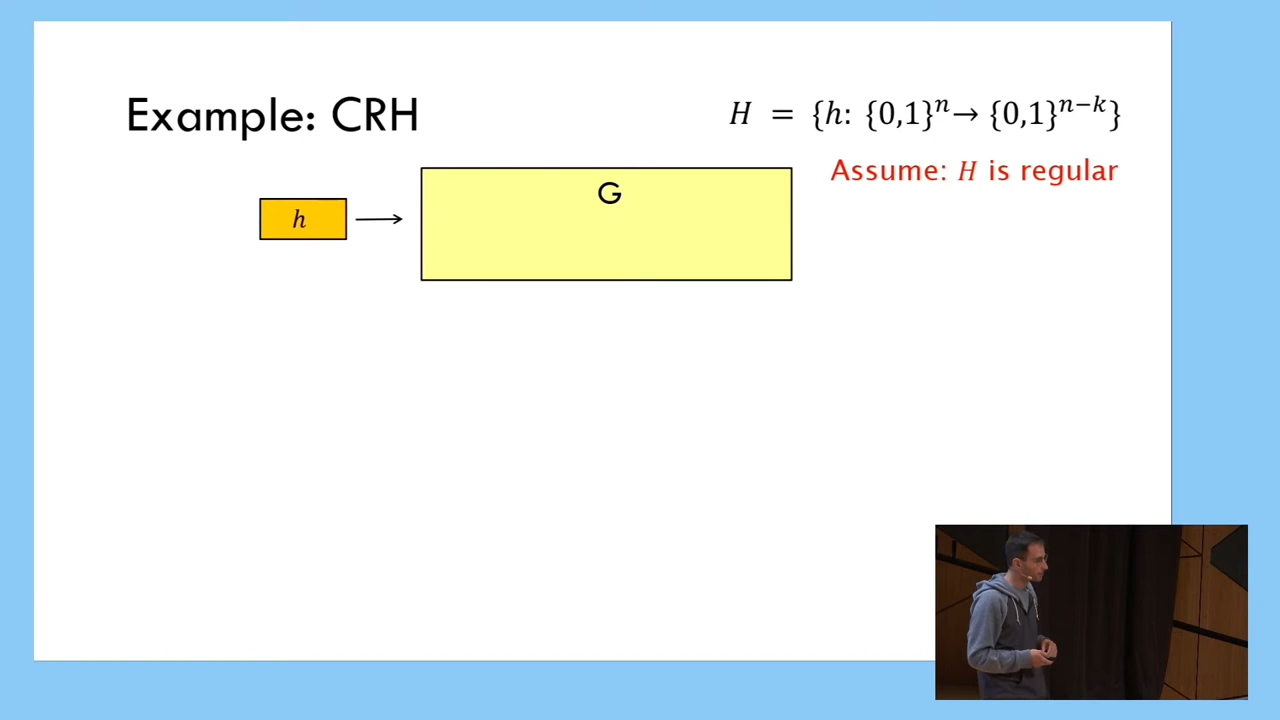 Example: CRH
H = {h: {0,1}ⁿ → {0,1}ⁿ⁻ᵏ}
Assume: H is regular
G
h